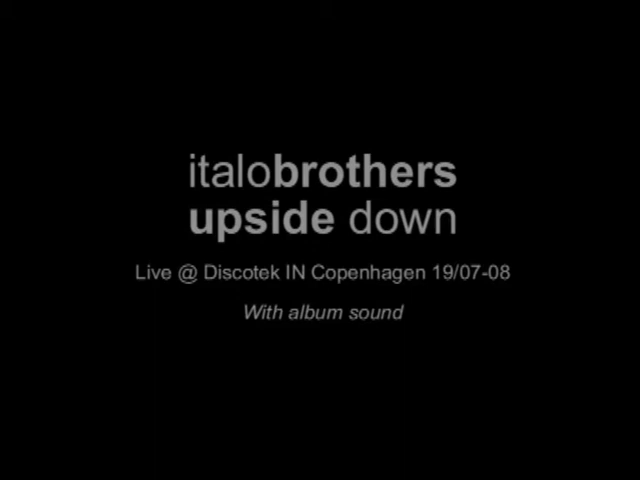 italobrothers
upside down
Live @ Discotek IN Copenhagen 19/07-08
With album sound